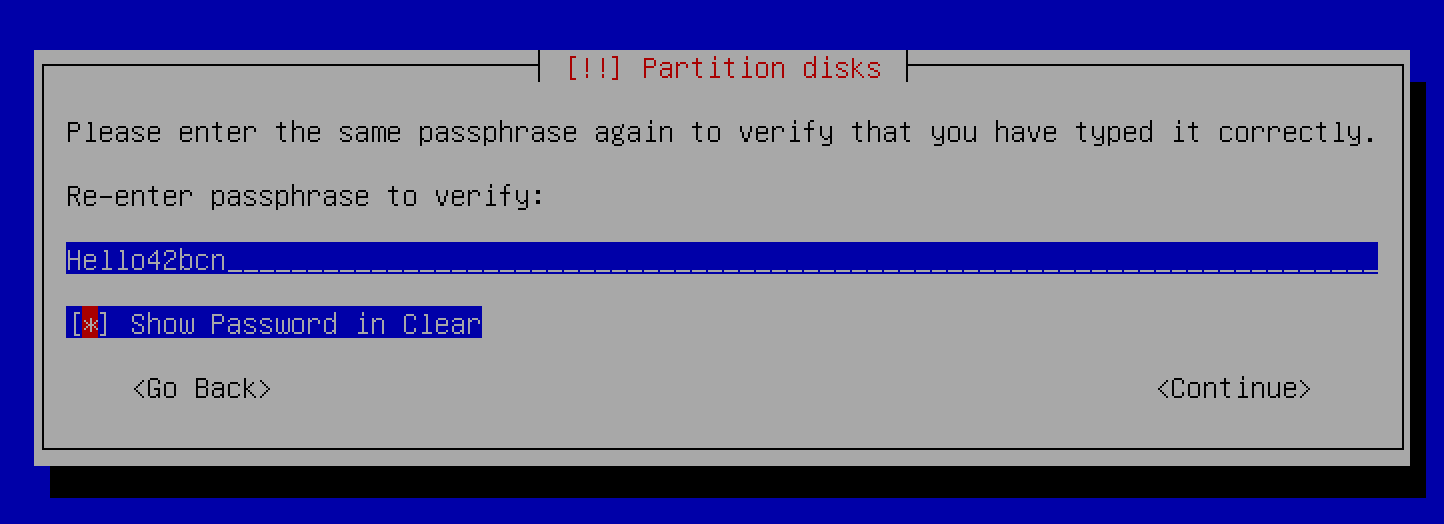 [!!] Partition disks
Please enter the same passphrase again to verify that you have typed it correctly.
Re-enter passphrase to verify:
Hello42bcn__________________________________________________________________________
[*] Show Password in Clear
<Go Back> <Continue>